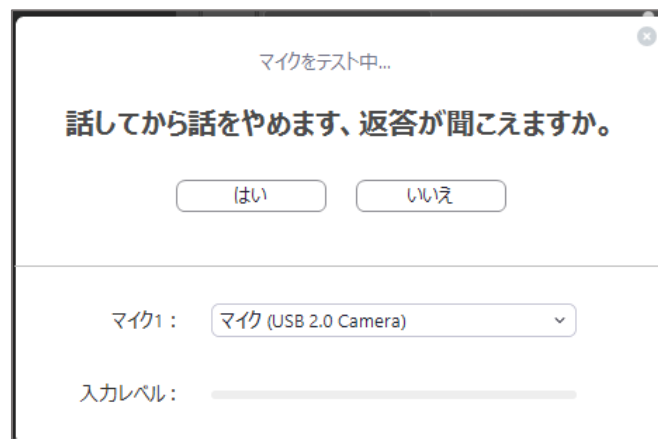 マイクをテスト中...
話してから話をやめます、返答が聞こえますか。
はい
いいえ
マイク1：
マイク (USB 2.0 Camera)
入力レベル：